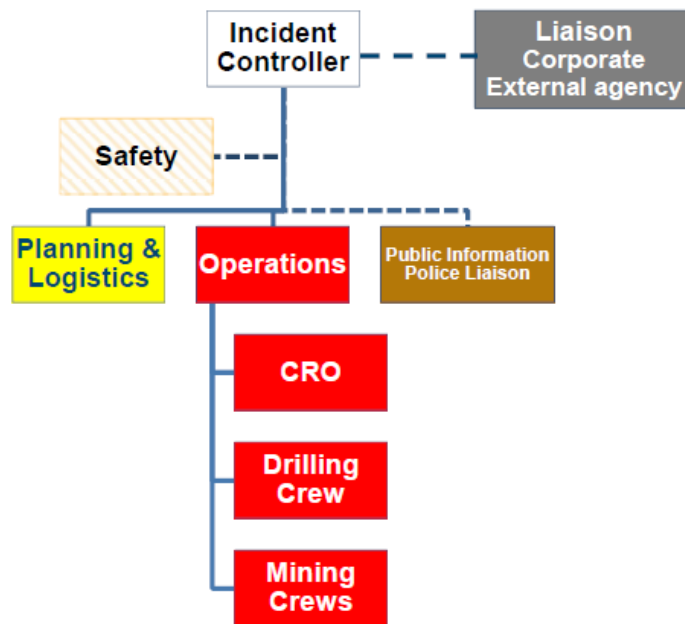 Incident
Controller
Liaison
Corporate
External agency
Safety
Planning &
Logistics
Operations
Public Information
Police Liaison
CRO
Drilling
Crew
Mining
Crews